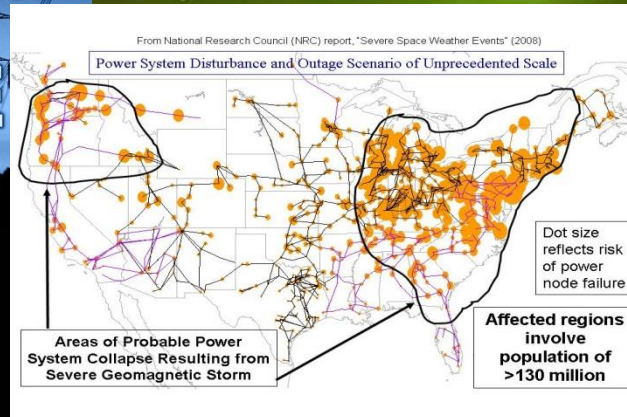 From National Research Council (NRC) report, "Severe Space Weather Events" (2008)
Power System Disturbance and Outage Scenario of Unprecedented Scale
Dot size
reflects risk
of power
node failure
Areas of Probable Power
System Collapse Resulting from
Severe Geomagnetic Storm
Affected regions
involve
population of
>130 million